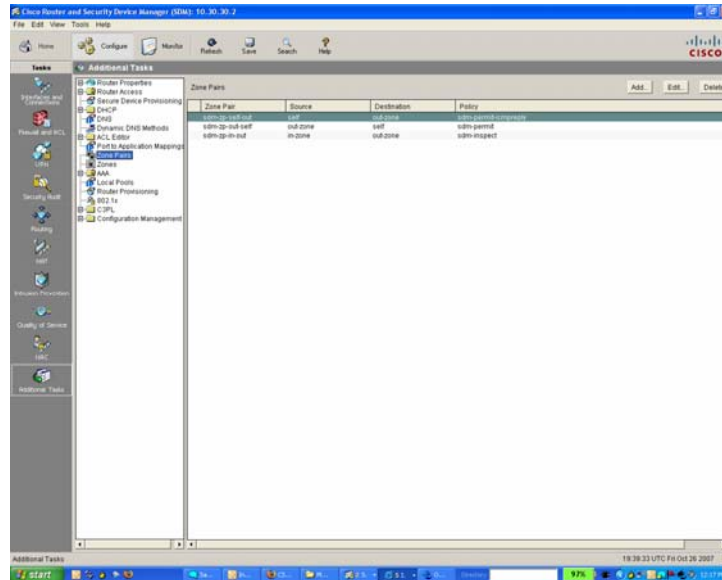 Cisco Router and Security Device Manager (SDM): 10.30.30.2
File Edit View Tools Help
Home Configure Monitor Refresh Save Search Help
CISCO
Tasks
Additional Tasks
Interfaces and Connections
Firewall and ACL
VPN
Security Audit
Routing
NAT
Intrusion Prevention
Quality of Service
NAC
Additional Tasks
Router Properties
Router Access
Secure Device Provisioning
DHCP
DNS
Dynamic DNS Methods
ACL Editor
Port to Application Mappings
Zone Pairs
Zones
AAA
Local Pools
Router Provisioning
802.1x
C3PL
Configuration Management
Zone Pairs
Add... Edit... Delete
Zone Pair Source Destination Policy
sdm-zp-self-out self out-zone sdm-permit-icmpreply
sdm-zp-out-self out-zone self sdm-permit
sdm-zp-in-out in-zone out-zone sdm-inspect
Additional Tasks
19:39:33 UTC Fri Oct 26 2007
start
97%